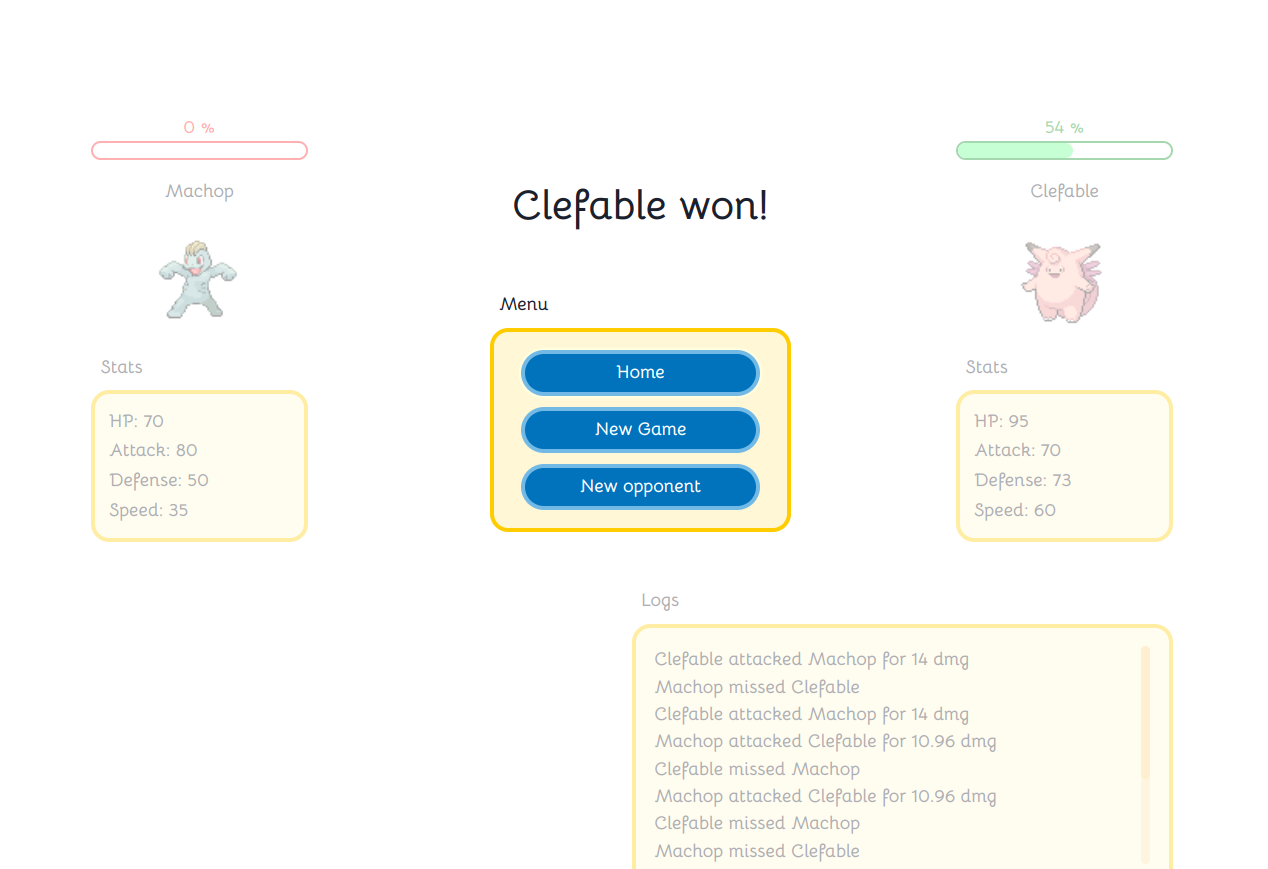 0 %
Machop
Stats
HP: 70
Attack: 80
Defense: 50
Speed: 35
Clefable won!
Menu
Home
New Game
New opponent
54 %
Clefable
Stats
HP: 95
Attack: 70
Defense: 73
Speed: 60
Logs
Clefable attacked Machop for 14 dmg
Machop missed Clefable
Clefable attacked Machop for 14 dmg
Machop attacked Clefable for 10.96 dmg
Clefable missed Machop
Machop attacked Clefable for 10.96 dmg
Clefable missed Machop
Machop missed Clefable